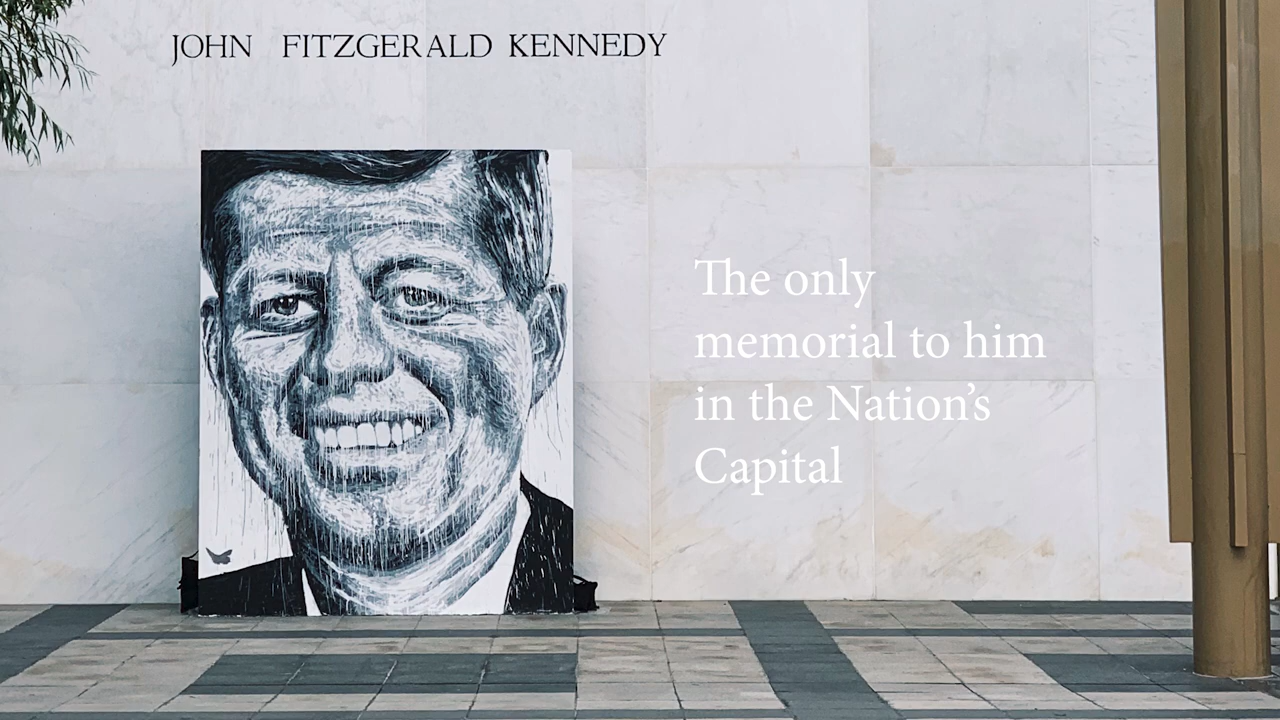 JOHN FITZGERALD KENNEDY
The only
memorial to him
in the Nation’s
Capital